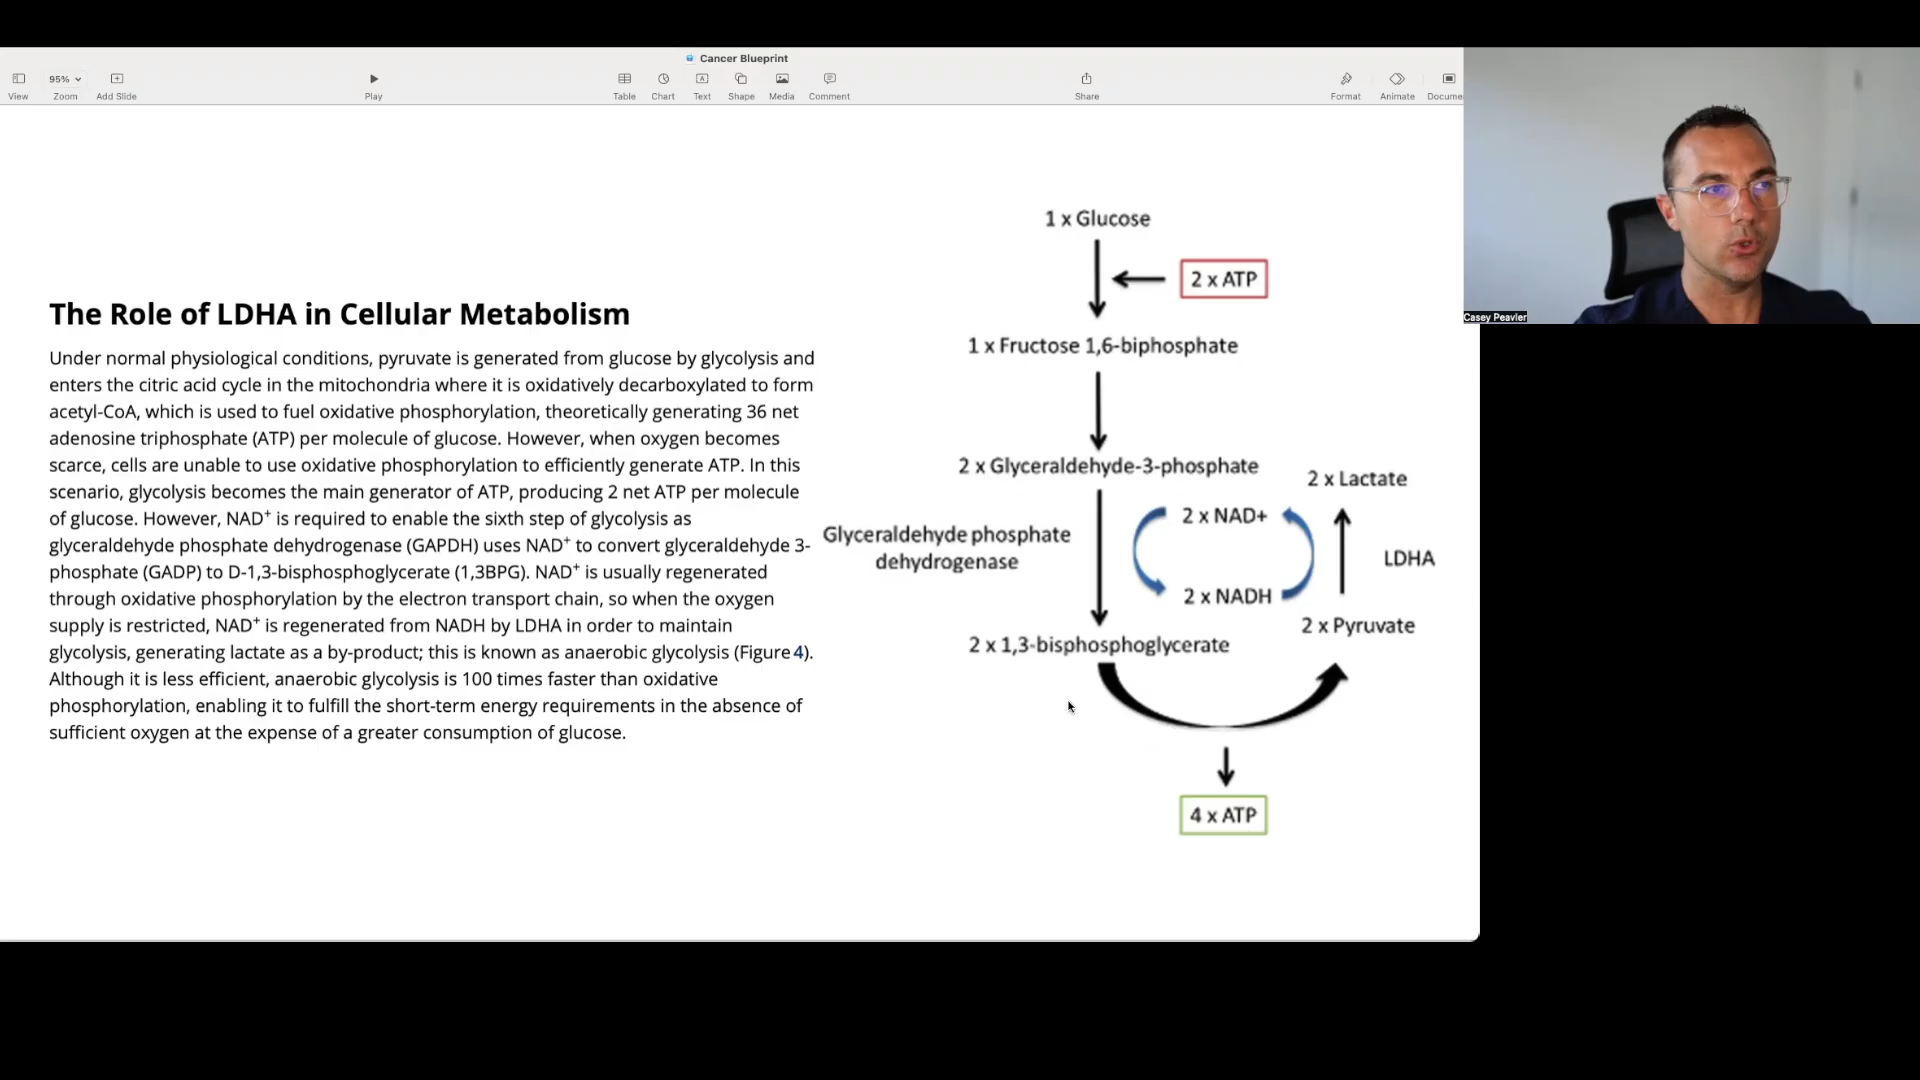 Cancer Blueprint
View
95%
Zoom
Add Slide
Play
Table
Chart
Text
Shape
Media
Comment
Share
Format
Animate
Docume
Casey Peavler
The Role of LDHA in Cellular Metabolism
Under normal physiological conditions, pyruvate is generated from glucose by glycolysis and
enters the citric acid cycle in the mitochondria where it is oxidatively decarboxylated to form
acetyl-CoA, which is used to fuel oxidative phosphorylation, theoretically generating 36 net
adenosine triphosphate (ATP) per molecule of glucose. However, when oxygen becomes
scarce, cells are unable to use oxidative phosphorylation to efficiently generate ATP. In this
scenario, glycolysis becomes the main generator of ATP, producing 2 net ATP per molecule
of glucose. However, NAD⁺ is required to enable the sixth step of glycolysis as
glyceraldehyde phosphate dehydrogenase (GAPDH) uses NAD⁺ to convert glyceraldehyde 3-
phosphate (GADP) to D-1,3-bisphosphoglycerate (1,3BPG). NAD⁺ is usually regenerated
through oxidative phosphorylation by the electron transport chain, so when the oxygen
supply is restricted, NAD⁺ is regenerated from NADH by LDHA in order to maintain
glycolysis, generating lactate as a by-product; this is known as anaerobic glycolysis (Figure 4).
Although it is less efficient, anaerobic glycolysis is 100 times faster than oxidative
phosphorylation, enabling it to fulfill the short-term energy requirements in the absence of
sufficient oxygen at the expense of a greater consumption of glucose.
1 x Glucose
2 x ATP
1 x Fructose 1,6-biphosphate
2 x Glyceraldehyde-3-phosphate
2 x Lactate
2 x NAD+
Glyceraldehyde phosphate
dehydrogenase
LDHA
2 x NADH
2 x Pyruvate
2 x 1,3-bisphosphoglycerate
4 x ATP